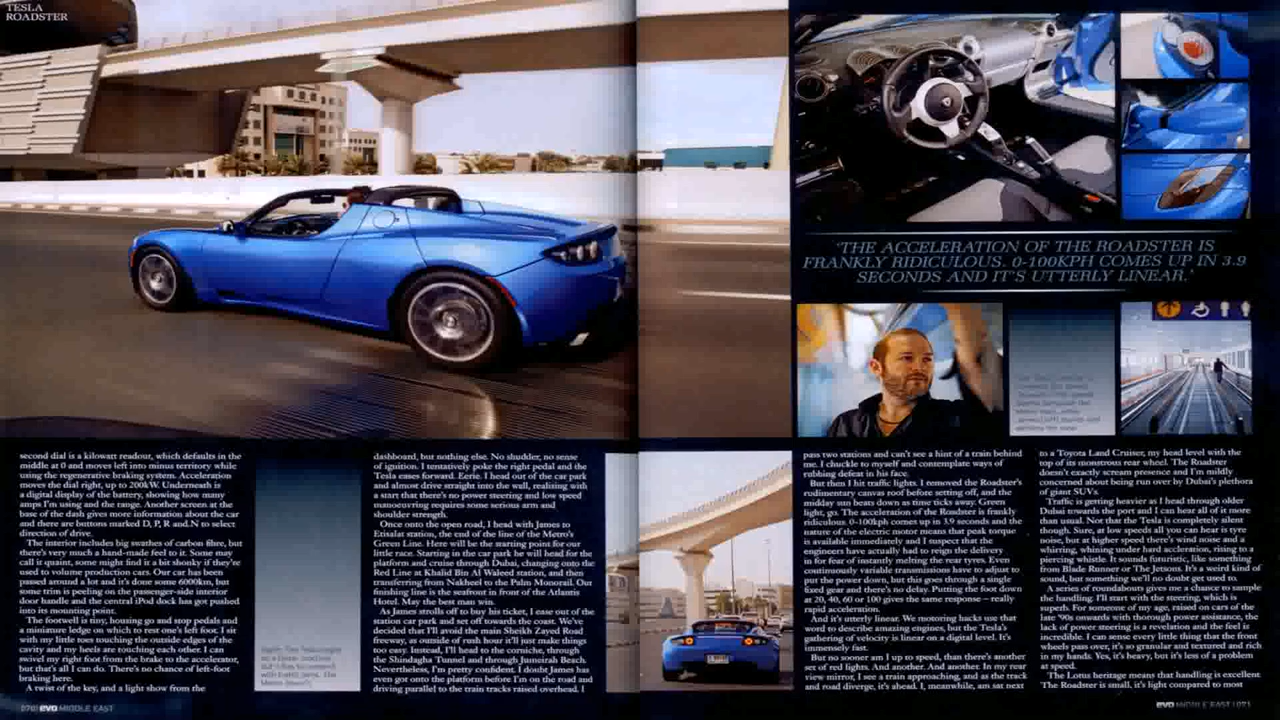 TESLA
ROADSTER
'THE ACCELERATION OF THE ROADSTER IS
FRANKLY RIDICULOUS. 0-100KPH COMES UP IN 3.9
SECONDS AND IT'S UTTERLY LINEAR.'
second dial is a kilowatt readout, which defaults in the
middle at 0 and moves left into minus territory while
using the regenerative braking system. Acceleration
moves the dial right, up to 200kW. Underneath is
a digital display of the battery, showing how many
amps I'm using and the range. Another screen at the
base of the dash gives more information about the car
and there are buttons marked D, P, R and N to select
direction of drive.
The interior includes big swathes of carbon fibre, but
there's very much a hand-made feel to it. Some may
call it quaint, some might find it a bit shonky if they're
used to volume production cars. Our car has been
passed around a lot and it's done some 6000km, but
some trim is peeling on the passenger-side interior
door handle and the central iPod dock has got pushed
into its mounting point.
The footwell is tiny, housing go and stop pedals and
a miniature ledge on which to rest one's left foot. I sit
with my little toes touching the outside edges of the
cavity and my heels are touching each other. I can
swivel my right foot from the brake to the accelerator,
but that's all I can do. There's no chance of left-foot
braking here.
A twist of the key, and a light show from the
dashboard, but nothing else. No shudder, no sense
of ignition. I tentatively poke the right pedal and the
Tesla eases forward. Eerie. I head out of the car park
and almost drive straight into the wall, realising with
a start that there's no power steering and low speed
manoeuvring requires some serious arm and
shoulder strength.
Once onto the open road, I head with James to
Etisalat station, the end of the line of the Metro's
Green Line. Here will be the starting point for our
little race. Starting in the car park he will head for the
platform and cruise through Dubai, changing onto the
Red Line at Khalid Bin Al Waleed station, and then
transferring from Nakheel to the Palm Monorail. Our
finishing line is the seafront in front of the Atlantis
Hotel. May the best man win.
As James strolls off to buy his ticket, I ease out of the
station car park and set off towards the coast. We've
decided that I'll avoid the main Sheikh Zayed Road
freeway, as outside of rush hour it'll just make things
too easy. Instead, I'll head to the corniche, through
the Shindagha Tunnel and through Jumeirah Beach.
Nevertheless, I'm pretty confident. I doubt James has
even got onto the platform before I'm on the road and
driving parallel to the train tracks raised overhead. I
pass two stations and can't see a hint of a train behind
me. I chuckle to myself and contemplate ways of
rubbing defeat in his face.
But then I hit traffic lights. I removed the Roadster's
rudimentary canvas roof before setting off, and the
midday sun beats down as time ticks away. Green
light, go. The acceleration of the Roadster is frankly
ridiculous. 0-100kph comes up in 3.9 seconds and the
nature of the electric motor means that peak torque
is available immediately and I suspect that the
engineers have actually had to reign the delivery
in for fear of instantly melting the rear tyres. Even
continuously variable transmissions have to adjust to
put the power down, but this goes through a single
fixed gear and there's no delay. Putting the foot down
at 20, 40, 60 or 100 gives the same response – really
rapid acceleration.
And it's utterly linear. We motoring hacks use that
word to describe amazing engines, but the Tesla's
gathering of velocity is linear on a digital level. It's
immensely fast.
But no sooner am I up to speed, than there's another
set of red lights. And another. And another. In my rear
view mirror, I see a train approaching, and as the track
and road diverge, it's ahead. I, meanwhile, am sat next
to a Toyota Land Cruiser, my head level with the
top of its monstrous rear wheel. The Roadster
doesn't exactly scream presence and I'm mildly
concerned about being run over by Dubai's plethora
of giant SUVs.
Traffic is getting heavier as I head through older
Dubai towards the port and I can hear all of it more
than usual. Not that the Tesla is completely silent
though. Sure, at low speeds all you can hear is tyre
noise, but at higher speed there's wind noise and a
whirring, whining under hard accleration, rising to a
piercing whistle. It sounds futuristic, like something
from Blade Runner or The Jetsons. It's a weird kind of
sound, but something we'll no doubt get used to.
A series of roundabouts give me a chance to sample
the handling. I'll start with the steering, which is
superb. For someone of my age, raised on cars of the
late '90s onwards with thorough power assistance, the
lack of power steering is a revelation and the feel is
incredible. I can sense every little thing that the front
wheels pass over, it's so granular and textured and rich
in my hands. Yes, it's heavy, but it's less of a problem
at speed.
The Lotus heritage means that handling is excellent.
The Roadster is small, it's light compared to most
070 | evo MIDDLE EAST
evo MIDDLE EAST | 071